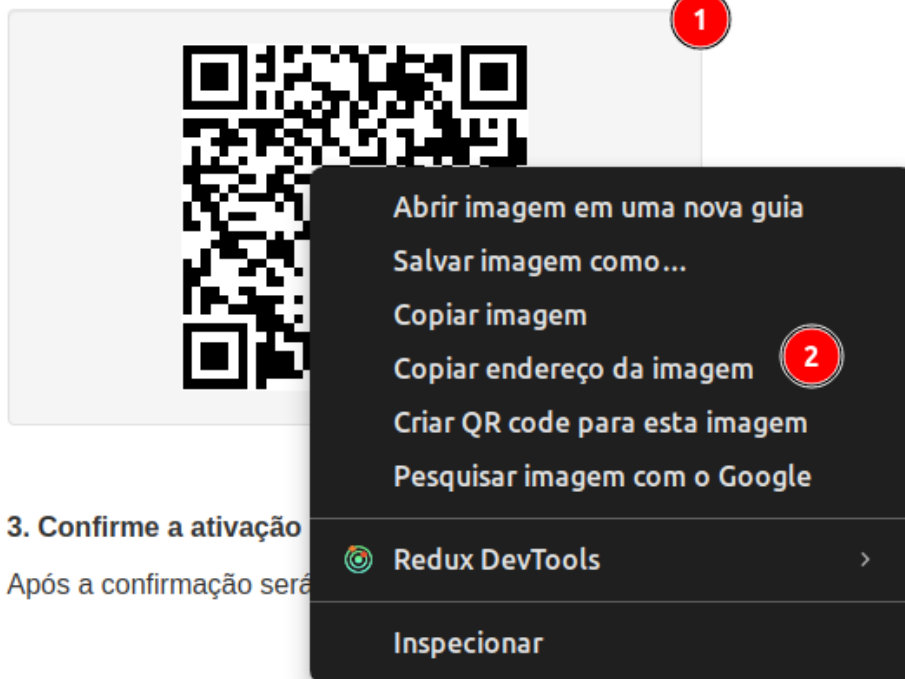 1
Abrir imagem em uma nova guia
Salvar imagem como...
Copiar imagem
Copiar endereço da imagem
2
Criar QR code para esta imagem
Pesquisar imagem com o Google
3. Confirme a ativação
Redux DevTools
Após a confirmação será
Inspecionar